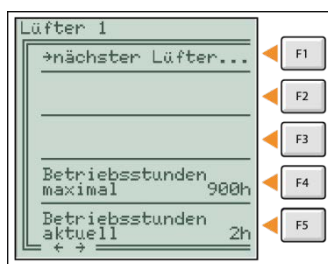 Lüfter 1
→nächster Lüfter...
F1
F2
F3
Betriebsstunden
maximal 900h
F4
Betriebsstunden
aktuell 2h
F5
← →